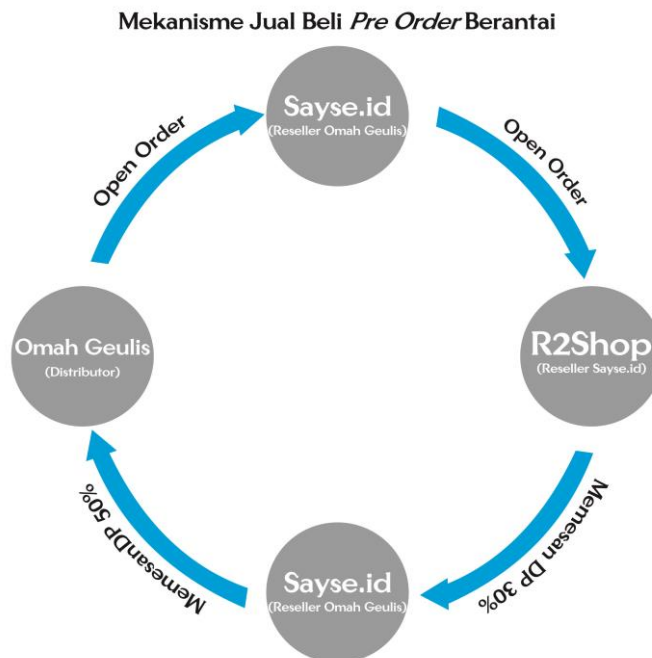 Mekanisme Jual Beli Pre Order Berantai
Sayse.id
(Reseller Omah Geulis)
Open Order
Open Order
Omah Geulis
(Distributor)
R2Shop
(Reseller Sayse.id)
MemesanDP 50%
Memesan DP 30%
Sayse.id
(Reseller Omah Geulis)